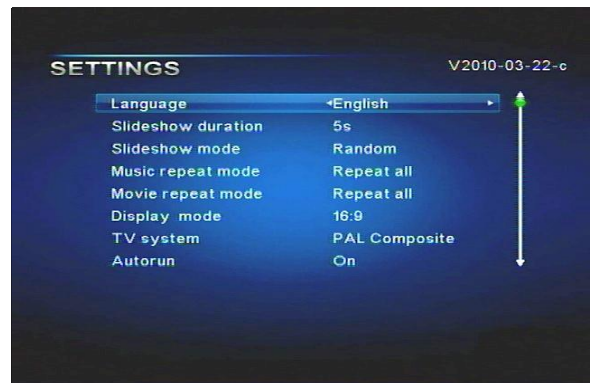 SETTINGS V2010-03-22-c
Language English
Slideshow duration 5s
Slideshow mode Random
Music repeat mode Repeat all
Movie repeat mode Repeat all
Display mode 16:9
TV system PAL Composite
Autorun On